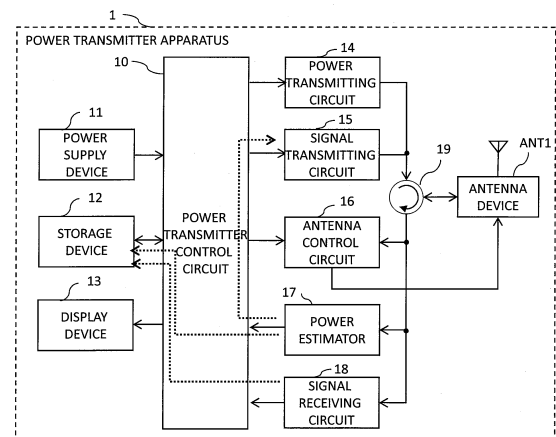 1
POWER TRANSMITTER APPARATUS
10
14
POWER
TRANSMITTING
CIRCUIT
11
POWER
SUPPLY
DEVICE
15
SIGNAL
TRANSMITTING
CIRCUIT
19
ANT1
ANTENNA
DEVICE
12
STORAGE
DEVICE
POWER
TRANSMITTER
CONTROL
CIRCUIT
16
ANTENNA
CONTROL
CIRCUIT
13
DISPLAY
DEVICE
17
POWER
ESTIMATOR
18
SIGNAL
RECEIVING
CIRCUIT